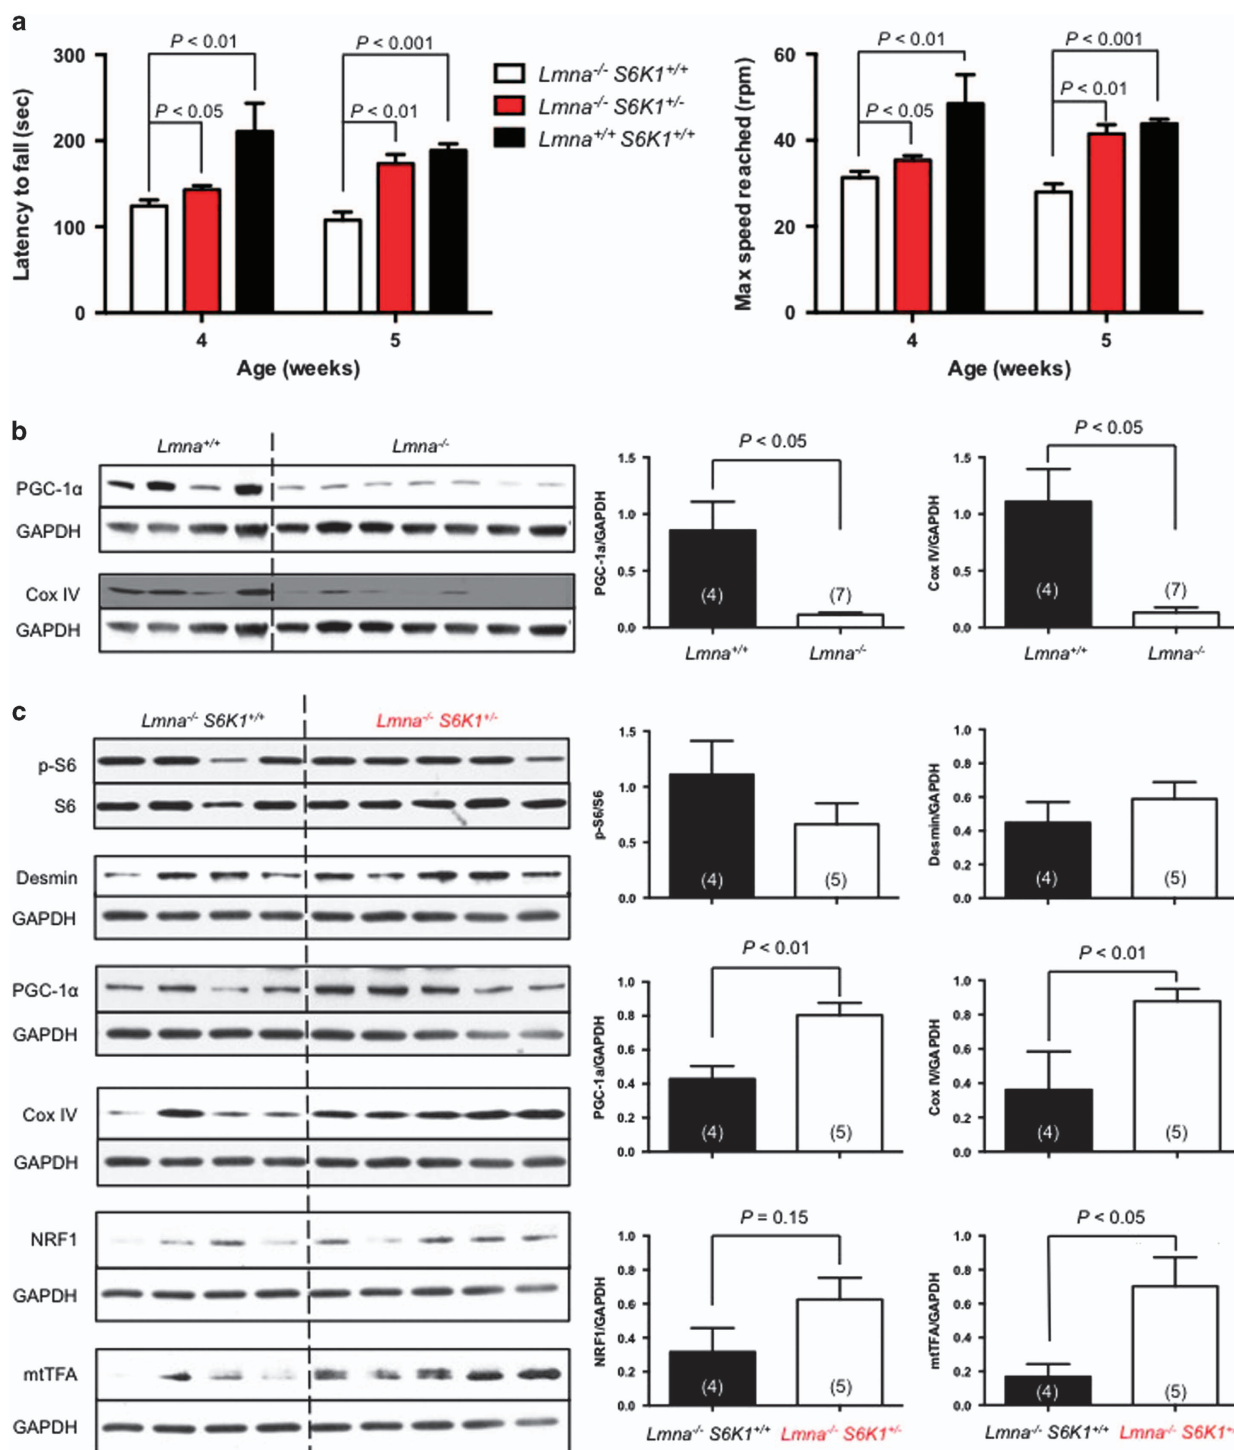 a
P < 0.01
P < 0.05
P < 0.001
P < 0.01
300
200
100
0
Latency to fall (sec)
4
5
Age (weeks)
Lmna-/- S6K1+/+
Lmna-/- S6K1+/-
Lmna+/+ S6K1+/+
P < 0.01
P < 0.05
P < 0.001
P < 0.01
60
40
20
0
Max speed reached (rpm)
4
5
Age (weeks)
b
Lmna+/+
Lmna-/-
PGC-1α
GAPDH
Cox IV
GAPDH
P < 0.05
1.5
1.0
0.5
0.0
PGC-1a/GAPDH
(4)
(7)
Lmna+/+
Lmna-/-
P < 0.05
1.5
1.0
0.5
0.0
Cox IV/GAPDH
(4)
(7)
Lmna+/+
Lmna-/-
c
Lmna-/- S6K1+/+
Lmna-/- S6K1+/-
p-S6
S6
Desmin
GAPDH
PGC-1α
GAPDH
Cox IV
GAPDH
NRF1
GAPDH
mtTFA
GAPDH
1.5
1.0
0.5
0.0
p-S6/S6
(4)
(5)
1.0
0.8
0.6
0.4
0.2
0.0
Desmin/GAPDH
(4)
(5)
P < 0.01
1.0
0.8
0.6
0.4
0.2
0.0
PGC-1a/GAPDH
(4)
(5)
P < 0.01
1.0
0.8
0.6
0.4
0.2
0.0
Cox IV/GAPDH
(4)
(5)
P = 0.15
1.0
0.8
0.6
0.4
0.2
0.0
NRF1/GAPDH
(4)
(5)
Lmna-/- S6K1+/+
Lmna-/- S6K1+/-
P < 0.05
1.0
0.8
0.6
0.4
0.2
0.0
mtTFA/GAPDH
(4)
(5)
Lmna-/- S6K1+/+
Lmna-/- S6K1+/